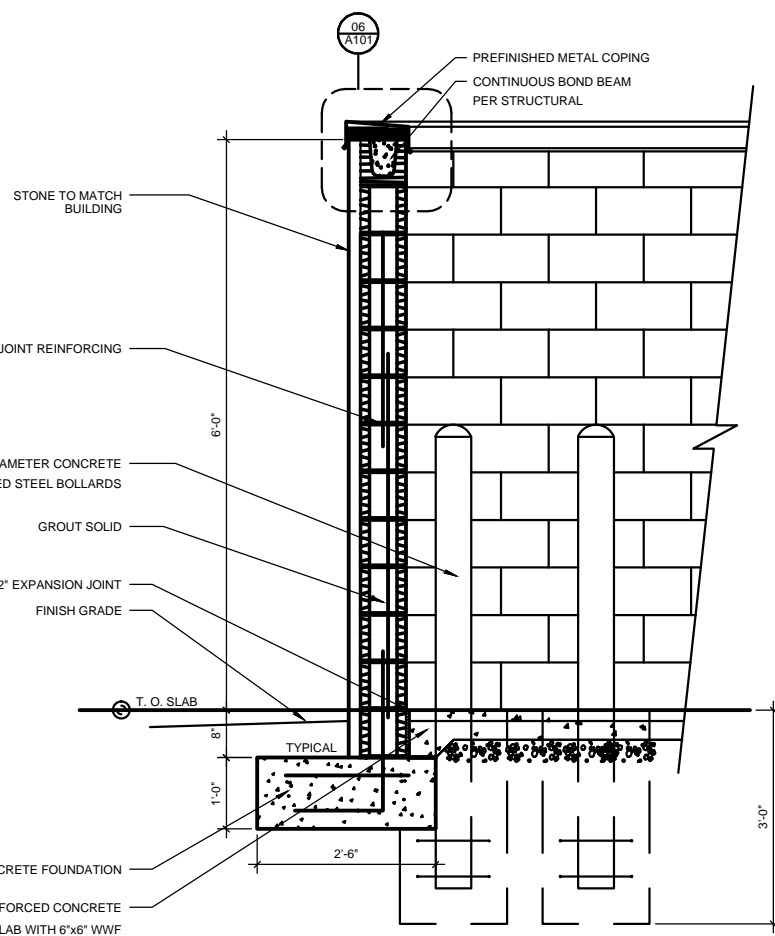 06
A101
PREFINISHED METAL COPING
CONTINUOUS BOND BEAM
PER STRUCTURAL
STONE TO MATCH
BUILDING
JOINT REINFORCING
6'-0"
AMETER CONCRETE
ED STEEL BOLLARDS
GROUT SOLID
2" EXPANSION JOINT
FINISH GRADE
T. O. SLAB
8"
TYPICAL
1'-0"
2'-6"
3'-0"
CRETE FOUNDATION
FORCED CONCRETE
LAB WITH 6"x6" WWF